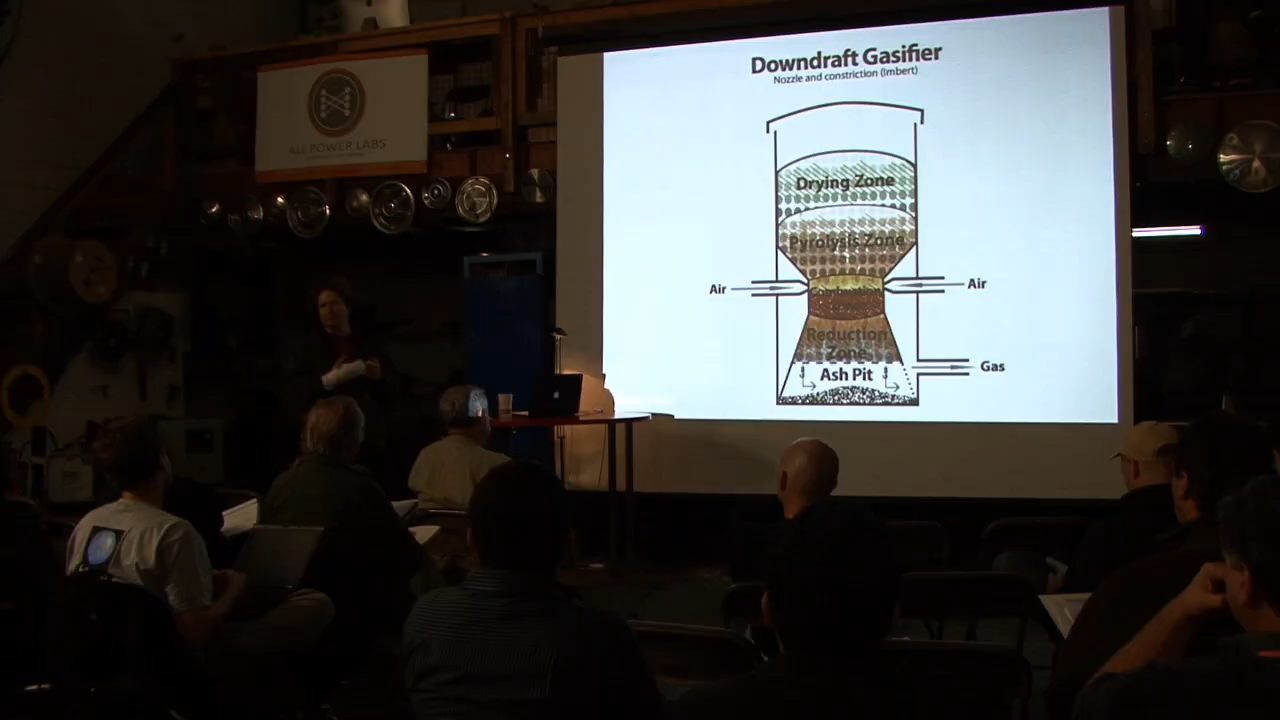 ALL POWER LABS
Downdraft Gasifier
Nozzle and constriction (Imbert)
Drying Zone
Pyrolysis Zone
Air
Combustion
Air
Reduction
Zone
Ash Pit
Gas